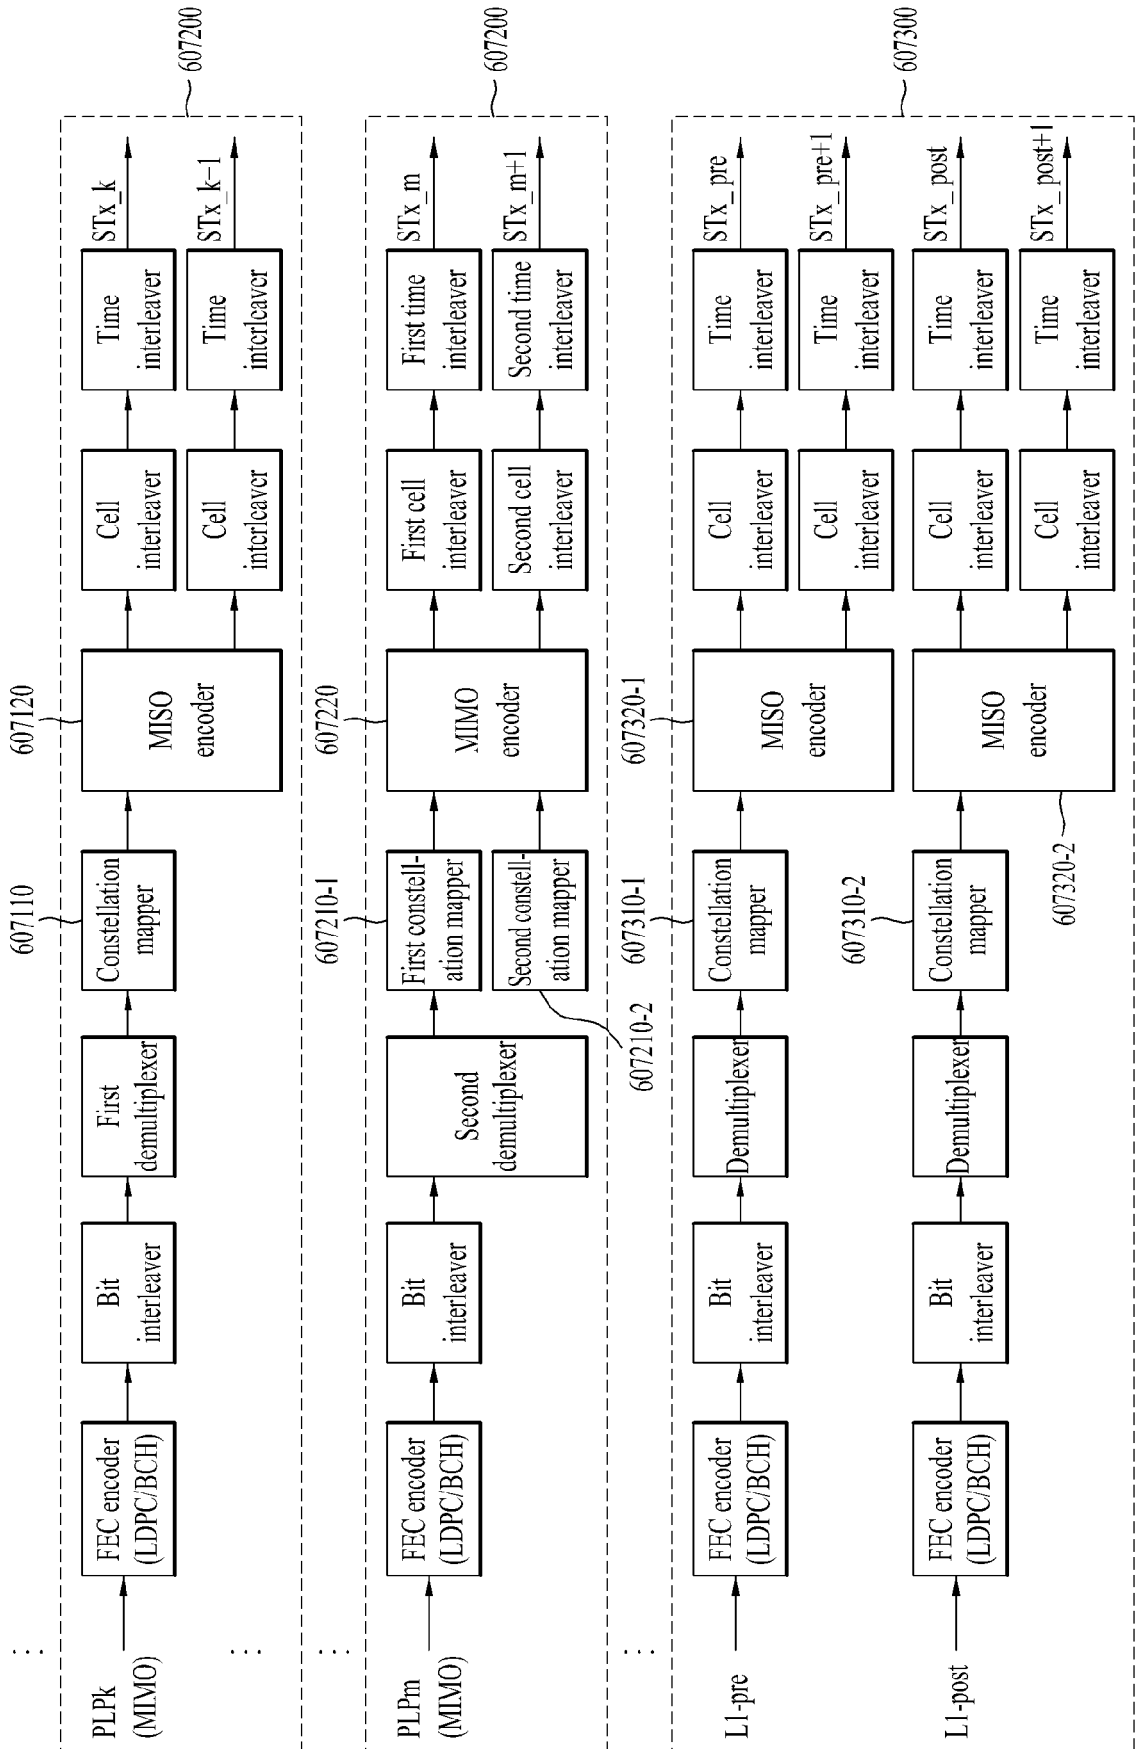 607200
PLPk
(MIMO)
FEC encoder
(LDPC/BCH)
Bit
interleaver
First
demultiplexer
607110
Constellation
mapper
607120
MISO
encoder
Cell
interleaver
Time
interleaver
STx_k
Cell
interleaver
Time
interleaver
STx_k-1
607200
PLPm
(MIMO)
FEC encoder
(LDPC/BCH)
Bit
interleaver
Second
demultiplexer
607210-1
First constell-
ation mapper
607210-2
Second constell-
ation mapper
607220
MIMO
encoder
First cell
interleaver
First time
interleaver
STx_m
Second cell
interleaver
Second time
interleaver
STx_m+1
607300
L1-pre
FEC encoder
(LDPC/BCH)
Bit
interleaver
Demultiplexer
607310-1
Constellation
mapper
607320-1
MISO
encoder
Cell
interleaver
Time
interleaver
STx_pre
Cell
interleaver
Time
interleaver
STx_pre+1
L1-post
FEC encoder
(LDPC/BCH)
Bit
interleaver
Demultiplexer
607310-2
Constellation
mapper
607320-2
MISO
encoder
Cell
interleaver
Time
interleaver
STx_post
Cell
interleaver
Time
interleaver
STx_post+1